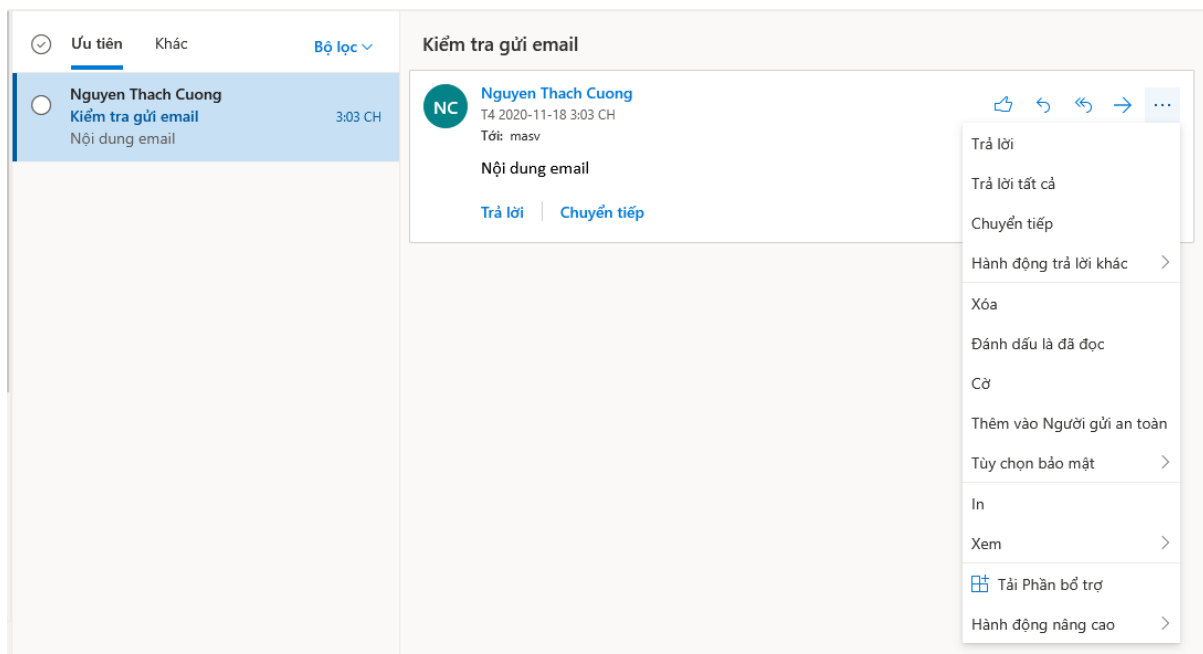 Ưu tiên
Khác
Bộ lọc
Nguyen Thach Cuong
Kiểm tra gửi email
3:03 CH
Nội dung email
Kiểm tra gửi email
NC
Nguyen Thach Cuong
T4 2020-11-18 3:03 CH
Tới: masv
Nội dung email
Trả lời
Chuyển tiếp
Trả lời
Trả lời tất cả
Chuyển tiếp
Hành động trả lời khác
Xóa
Đánh dấu là đã đọc
Cờ
Thêm vào Người gửi an toàn
Tùy chọn bảo mật
In
Xem
Tải Phần bổ trợ
Hành động nâng cao